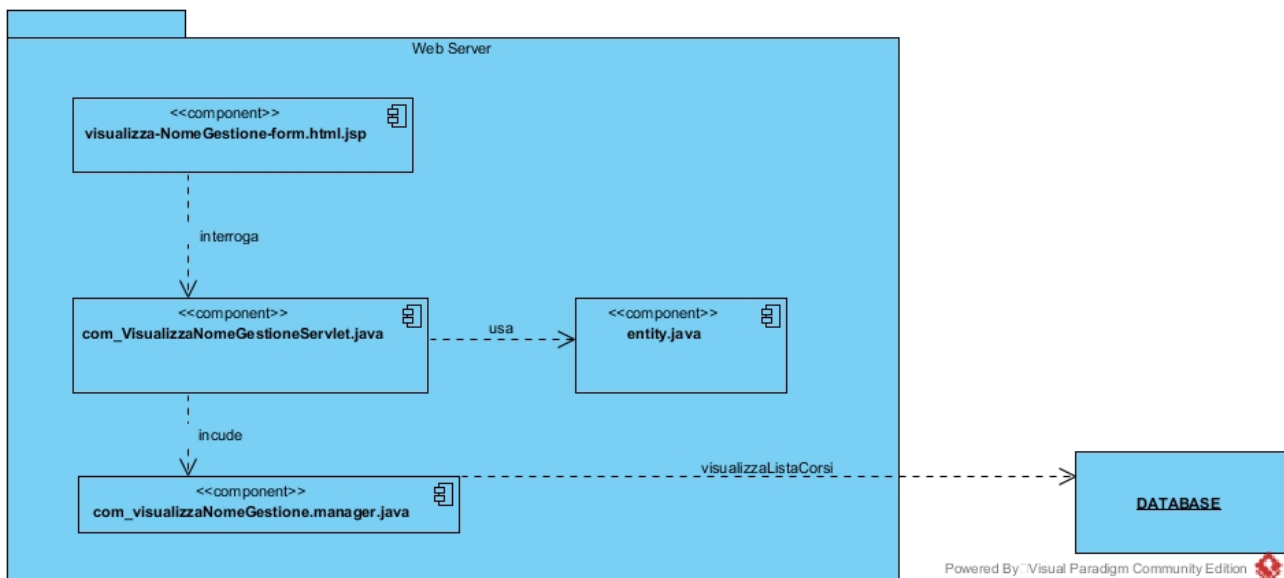 Web Server
<<component>>
visualizza-NomeGestione-form.html.jsp
interroga
<<component>>
com_VisualizzaNomeGestioneServlet.java
usa
<<component>>
entity.java
incude
<<component>>
com_visualizzaNomeGestione.manager.java
visualizzaListaCorsi
DATABASE
Powered By Visual Paradigm Community Edition